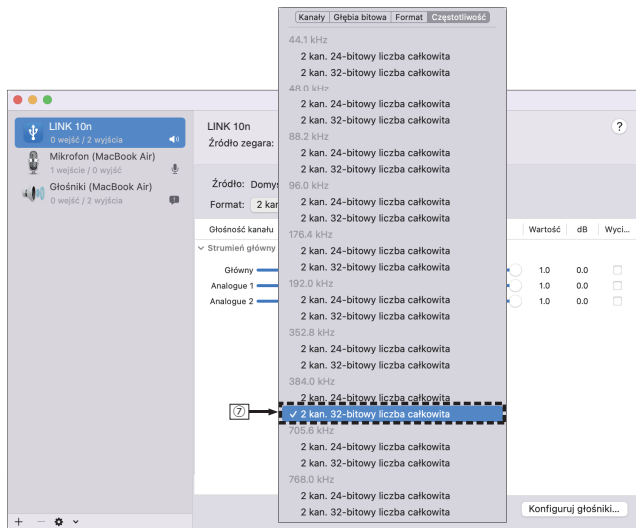 Kanały Głębia bitowa Format Częstotliwość
44.1 kHz
2 kan. 24-bitowy liczba całkowita
2 kan. 32-bitowy liczba całkowita
48.0 kHz
2 kan. 24-bitowy liczba całkowita
2 kan. 32-bitowy liczba całkowita
88.2 kHz
2 kan. 24-bitowy liczba całkowita
2 kan. 32-bitowy liczba całkowita
96.0 kHz
2 kan. 24-bitowy liczba całkowita
2 kan. 32-bitowy liczba całkowita
176.4 kHz
2 kan. 24-bitowy liczba całkowita
2 kan. 32-bitowy liczba całkowita
192.0 kHz
2 kan. 24-bitowy liczba całkowita
2 kan. 32-bitowy liczba całkowita
352.8 kHz
2 kan. 24-bitowy liczba całkowita
2 kan. 32-bitowy liczba całkowita
384.0 kHz
2 kan. 24-bitowy liczba całkowita
✓ 2 kan. 32-bitowy liczba całkowita
705.6 kHz
2 kan. 24-bitowy liczba całkowita
2 kan. 32-bitowy liczba całkowita
768.0 kHz
2 kan. 24-bitowy liczba całkowita
2 kan. 32-bitowy liczba całkowita
⑦
LINK 10n
0 wejść / 2 wyjścia
Mikrofon (MacBook Air)
1 wejście / 0 wyjść
Głośniki (MacBook Air)
0 wejść / 2 wyjścia
LINK 10n
?
Źródło zegara:
Źródło: Domyś
Format: 2 kan
Głośność kanału Wartość dB Wyci...
Strumień główny
Główny 1.0 0.0
Analogue 1 1.0 0.0
Analogue 2 1.0 0.0
Konfiguruj głośniki...
+ −